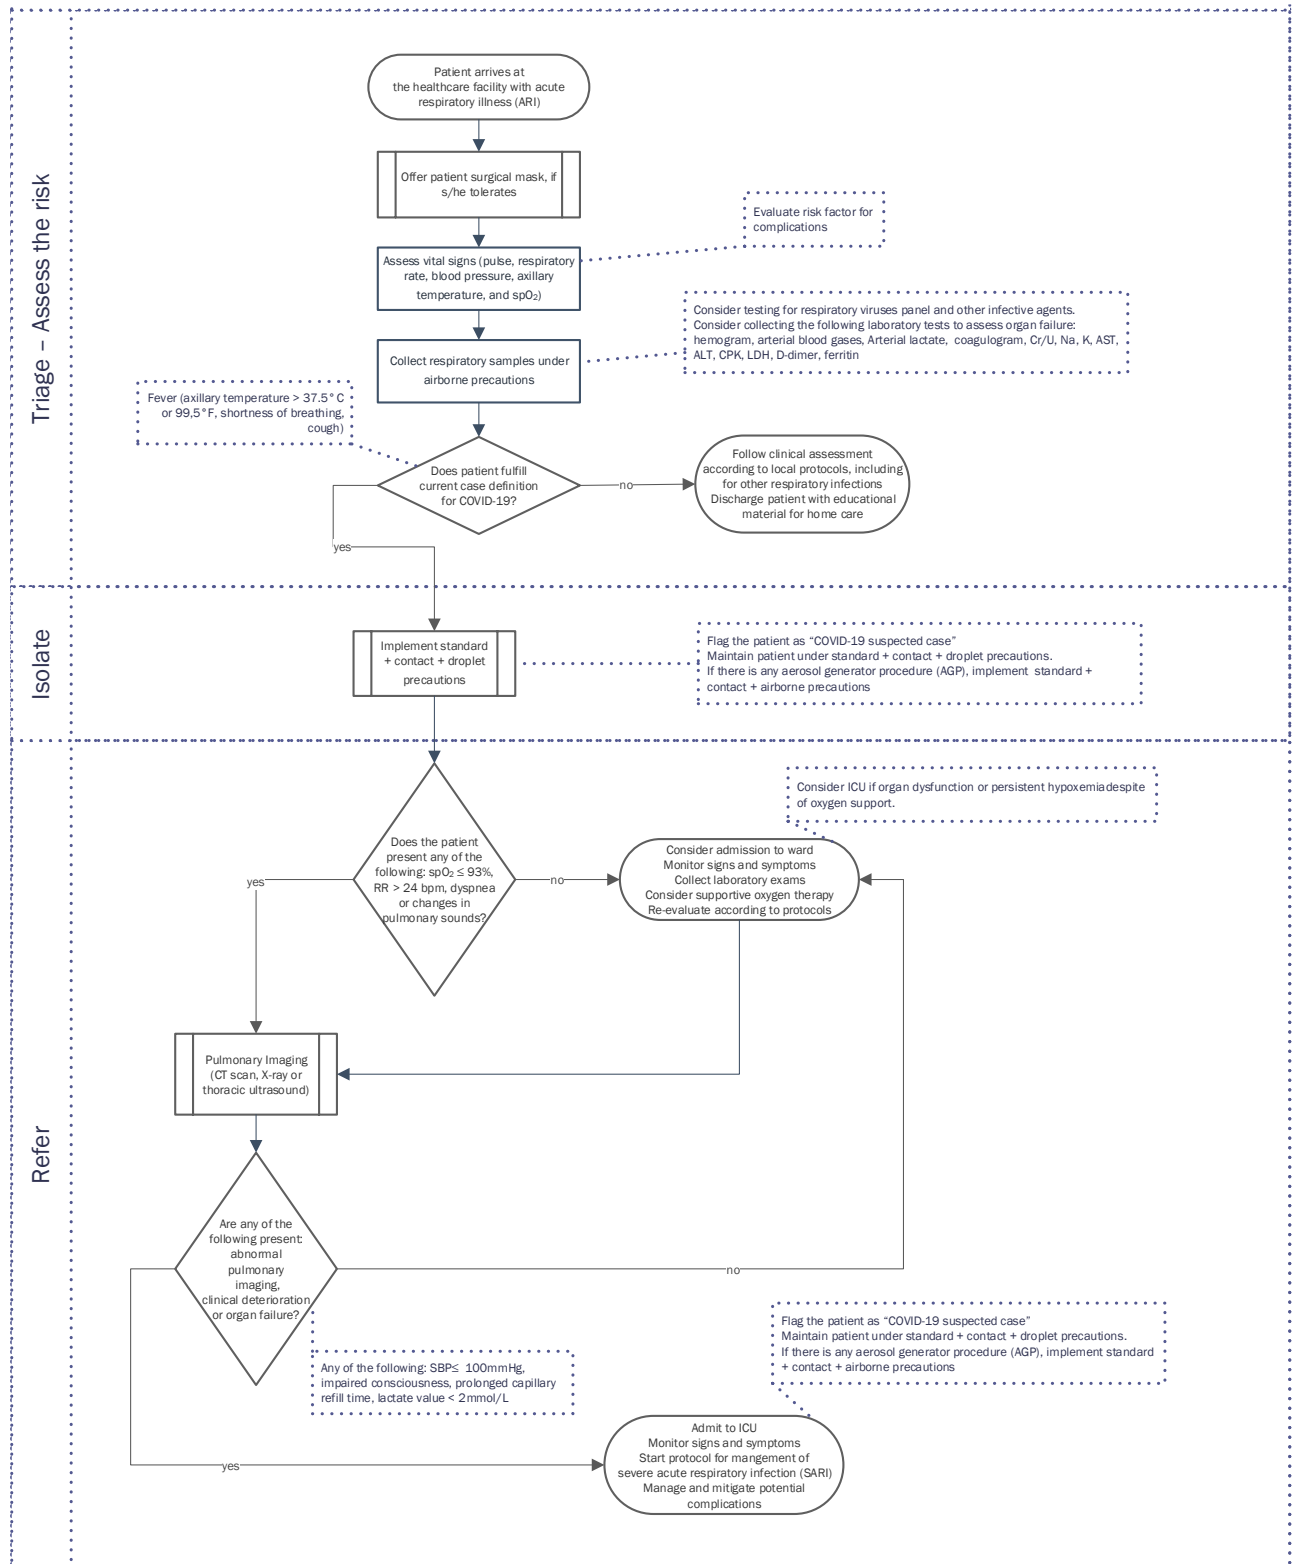 Triage – Assess the risk
Patient arrives at
the healthcare facility with acute
respiratory illness (ARI)
Offer patient surgical mask, if
s/he tolerates
Evaluate risk factor for
complications
Assess vital signs (pulse, respiratory
rate, blood pressure, axillary
temperature, and spO₂)
Consider testing for respiratory viruses panel and other infective agents.
Consider collecting the following laboratory tests to assess organ failure:
hemogram, arterial blood gases, Arterial lactate, coagulogram, Cr/U, Na, K, AST,
ALT, CPK, LDH, D-dimer, ferritin
Collect respiratory samples under
airborne precautions
Fever (axillary temperature > 37.5°C
or 99,5°F, shortness of breathing,
cough)
Does patient fulfill
current case definition
for COVID-19?
no
Follow clinical assessment
according to local protocols, including
for other respiratory infections
Discharge patient with educational
material for home care
yes
Isolate
Implement standard
+ contact + droplet
precautions
Flag the patient as “COVID-19 suspected case”
Maintain patient under standard + contact + droplet precautions.
If there is any aerosol generator procedure (AGP), implement standard +
contact + airborne precautions
Refer
Consider ICU if organ dysfunction or persistent hypoxemiadespite
of oxygen support.
Does the patient
present any of the
following: spO₂ ≤ 93%,
RR > 24 bpm, dyspnea
or changes in
pulmonary sounds?
yes
no
Consider admission to ward
Monitor signs and symptoms
Collect laboratory exams
Consider supportive oxygen therapy
Re-evaluate according to protocols
Pulmonary Imaging
(CT scan, X-ray or
thoracic ultrasound)
Are any of the
following present:
abnormal
pulmonary
imaging,
clinical deterioration
or organ failure?
no
Any of the following: SBP≤ 100mmHg,
impaired consciousness, prolonged capillary
refill time, lactate value < 2mmol/L
Flag the patient as “COVID-19 suspected case”
Maintain patient under standard + contact + droplet precautions.
If there is any aerosol generator procedure (AGP), implement standard
+ contact + airborne precautions
yes
Admit to ICU
Monitor signs and symptoms
Start protocol for mangement of
severe acute respiratory infection (SARI)
Manage and mitigate potential
complications